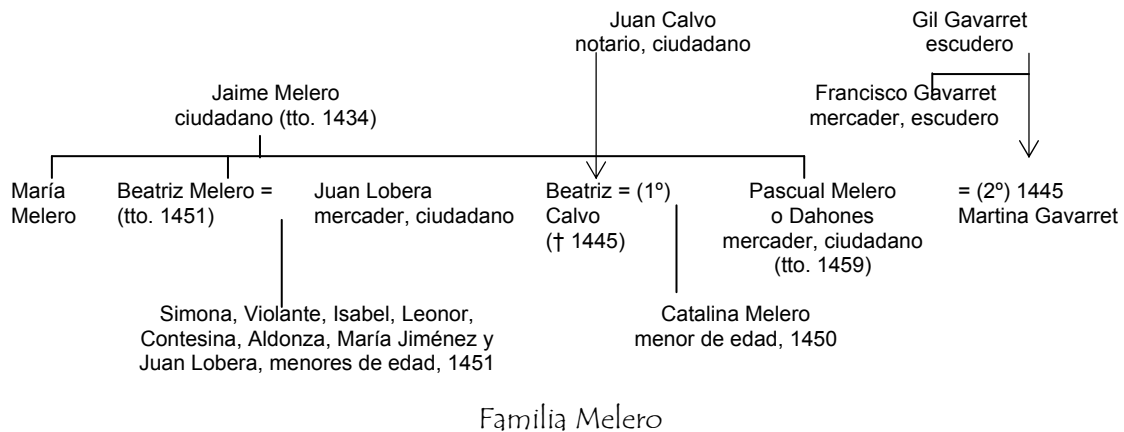 Juan Calvo
notario, ciudadano
Gil Gavarret
escudero
Jaime Melero
ciudadano (tto. 1434)
Francisco Gavarret
mercader, escudero
María
Melero
Beatriz Melero =
(tto. 1451)
Juan Lobera
mercader, ciudadano
Beatriz = (1º)
Calvo
(† 1445)
Pascual Melero
o Dahones
mercader, ciudadano
(tto. 1459)
= (2º) 1445
Martina Gavarret
Simona, Violante, Isabel, Leonor,
Contesina, Aldonza, María Jiménez y
Juan Lobera, menores de edad, 1451
Catalina Melero
menor de edad, 1450
Familia Melero